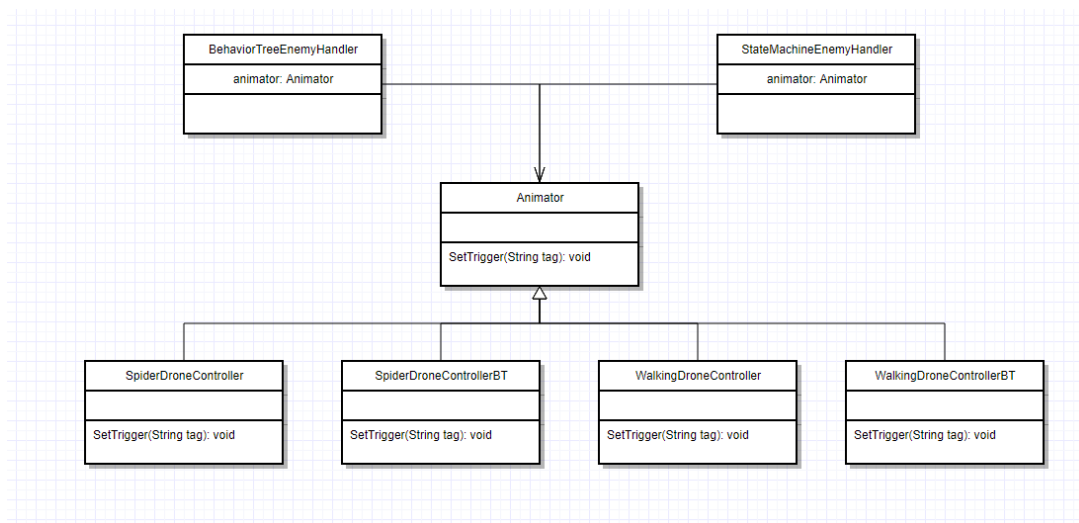 BehaviorTreeEnemyHandler
animator: Animator
StateMachineEnemyHandler
animator: Animator
Animator
SetTrigger(String tag): void
SpiderDroneController
SetTrigger(String tag): void
SpiderDroneControllerBT
SetTrigger(String tag): void
WalkingDroneController
SetTrigger(String tag): void
WalkingDroneControllerBT
SetTrigger(String tag): void